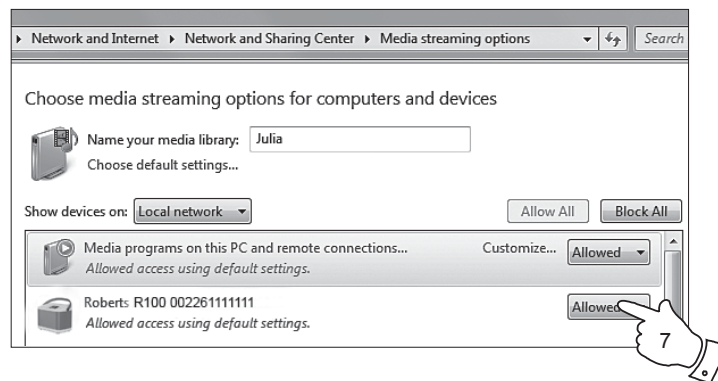 Network and Internet Network and Sharing Center Media streaming options Search
Choose media streaming options for computers and devices
Name your media library: Julia
Choose default settings...
Show devices on: Local network Allow All Block All
Media programs on this PC and remote connections... Customize... Allowed
Allowed access using default settings.
Roberts R100 002261111111 Allowed
Allowed access using default settings.
7